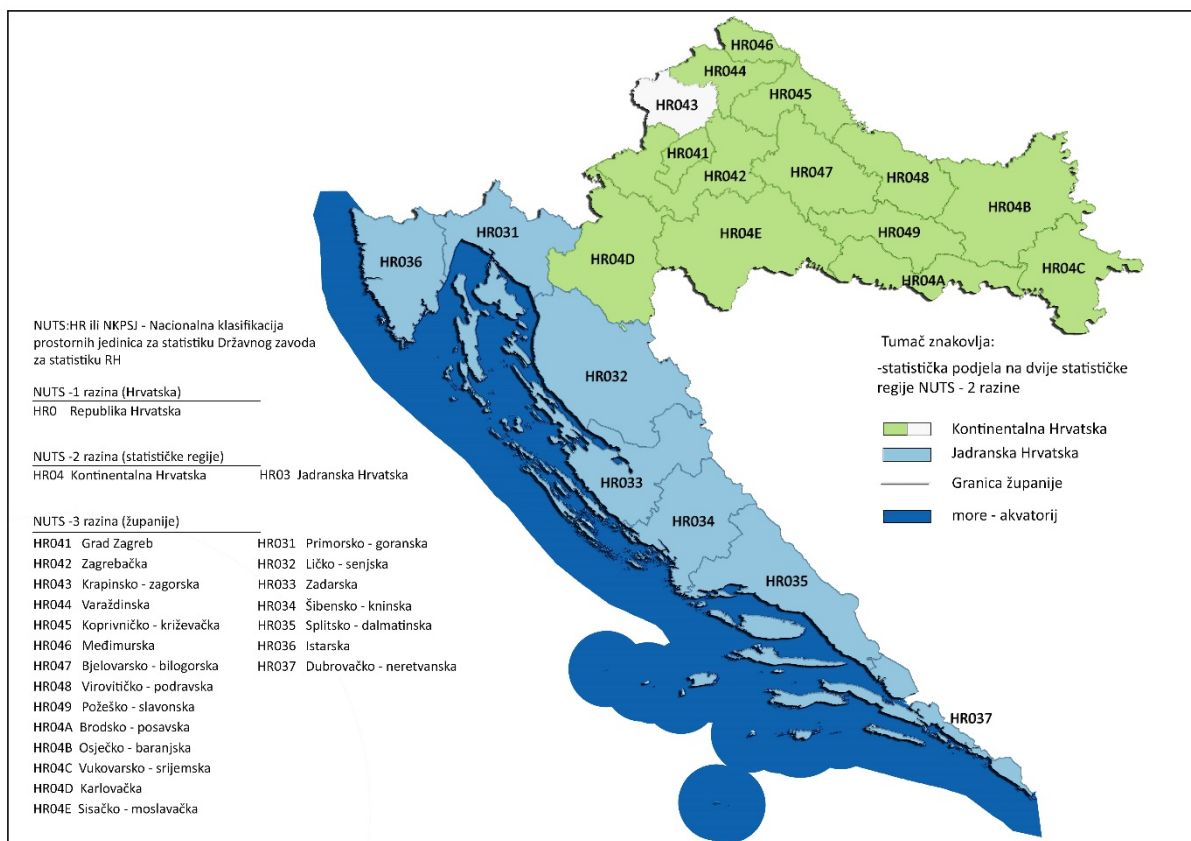 HR046
HR044
HR043
HR045
HR041
HR042
HR047
HR048
HR04B
HR031
HR036
HR04E
HR049
HR04D
HR04A
HR04C
HR032
HR033
HR034
HR035
HR037
NUTS:HR ili NKPSJ - Nacionalna klasifikacija
prostornih jedinica za statistiku Državnog zavoda
za statistiku RH
NUTS -1 razina (Hrvatska)
HR0 Republika Hrvatska
NUTS -2 razina (statističke regije)
HR04 Kontinentalna Hrvatska
HR03 Jadranska Hrvatska
NUTS -3 razina (županije)
HR041 Grad Zagreb
HR042 Zagrebačka
HR043 Krapinsko - zagorska
HR044 Varaždinska
HR045 Koprivničko - križevačka
HR046 Međimurska
HR047 Bjelovarsko - bilogorska
HR048 Virovitičko - podravska
HR049 Požeško - slavonska
HR04A Brodsko - posavska
HR04B Osječko - baranjska
HR04C Vukovarsko - srijemska
HR04D Karlovačka
HR04E Sisačko - moslavačka
HR031 Primorsko - goranska
HR032 Ličko - senjska
HR033 Zadarska
HR034 Šibensko - kninska
HR035 Splitsko - dalmatinska
HR036 Istarska
HR037 Dubrovačko - neretvanska
Tumač znakovlja:
-statistička podjela na dvije statističke
regije NUTS - 2 razine
Kontinentalna Hrvatska
Jadranska Hrvatska
Granica županije
more - akvatorij